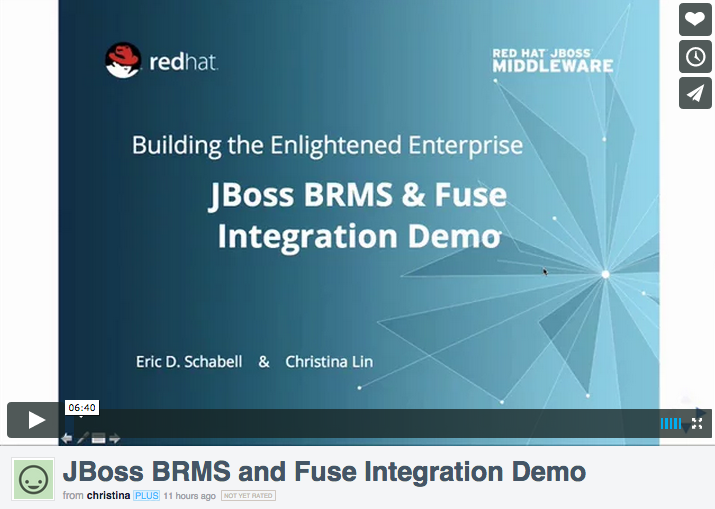 redhat.
RED HAT JBOSS
MIDDLEWARE
Building the Enlightened Enterprise
JBoss BRMS & Fuse
Integration Demo
Eric D. Schabell & Christina Lin
06:40
JBoss BRMS and Fuse Integration Demo
from christina PLUS 11 hours ago NOT YET RATED